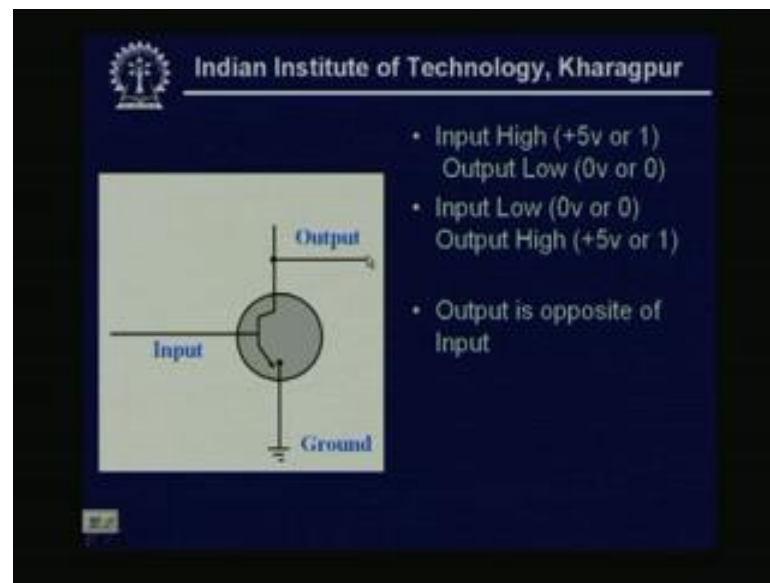 Indian Institute of Technology, Kharagpur
• Input High (+5v or 1)
Output Low (0v or 0)
• Input Low (0v or 0)
Output High (+5v or 1)
• Output is opposite of
Input
Output
Input
Ground